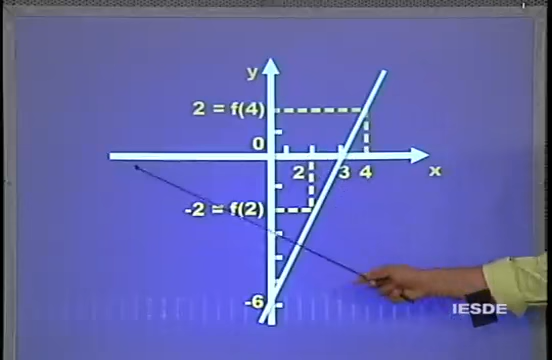 y
2 = f(4)
0
2 3 4 x
-2 = f(2)
-6
IESDE